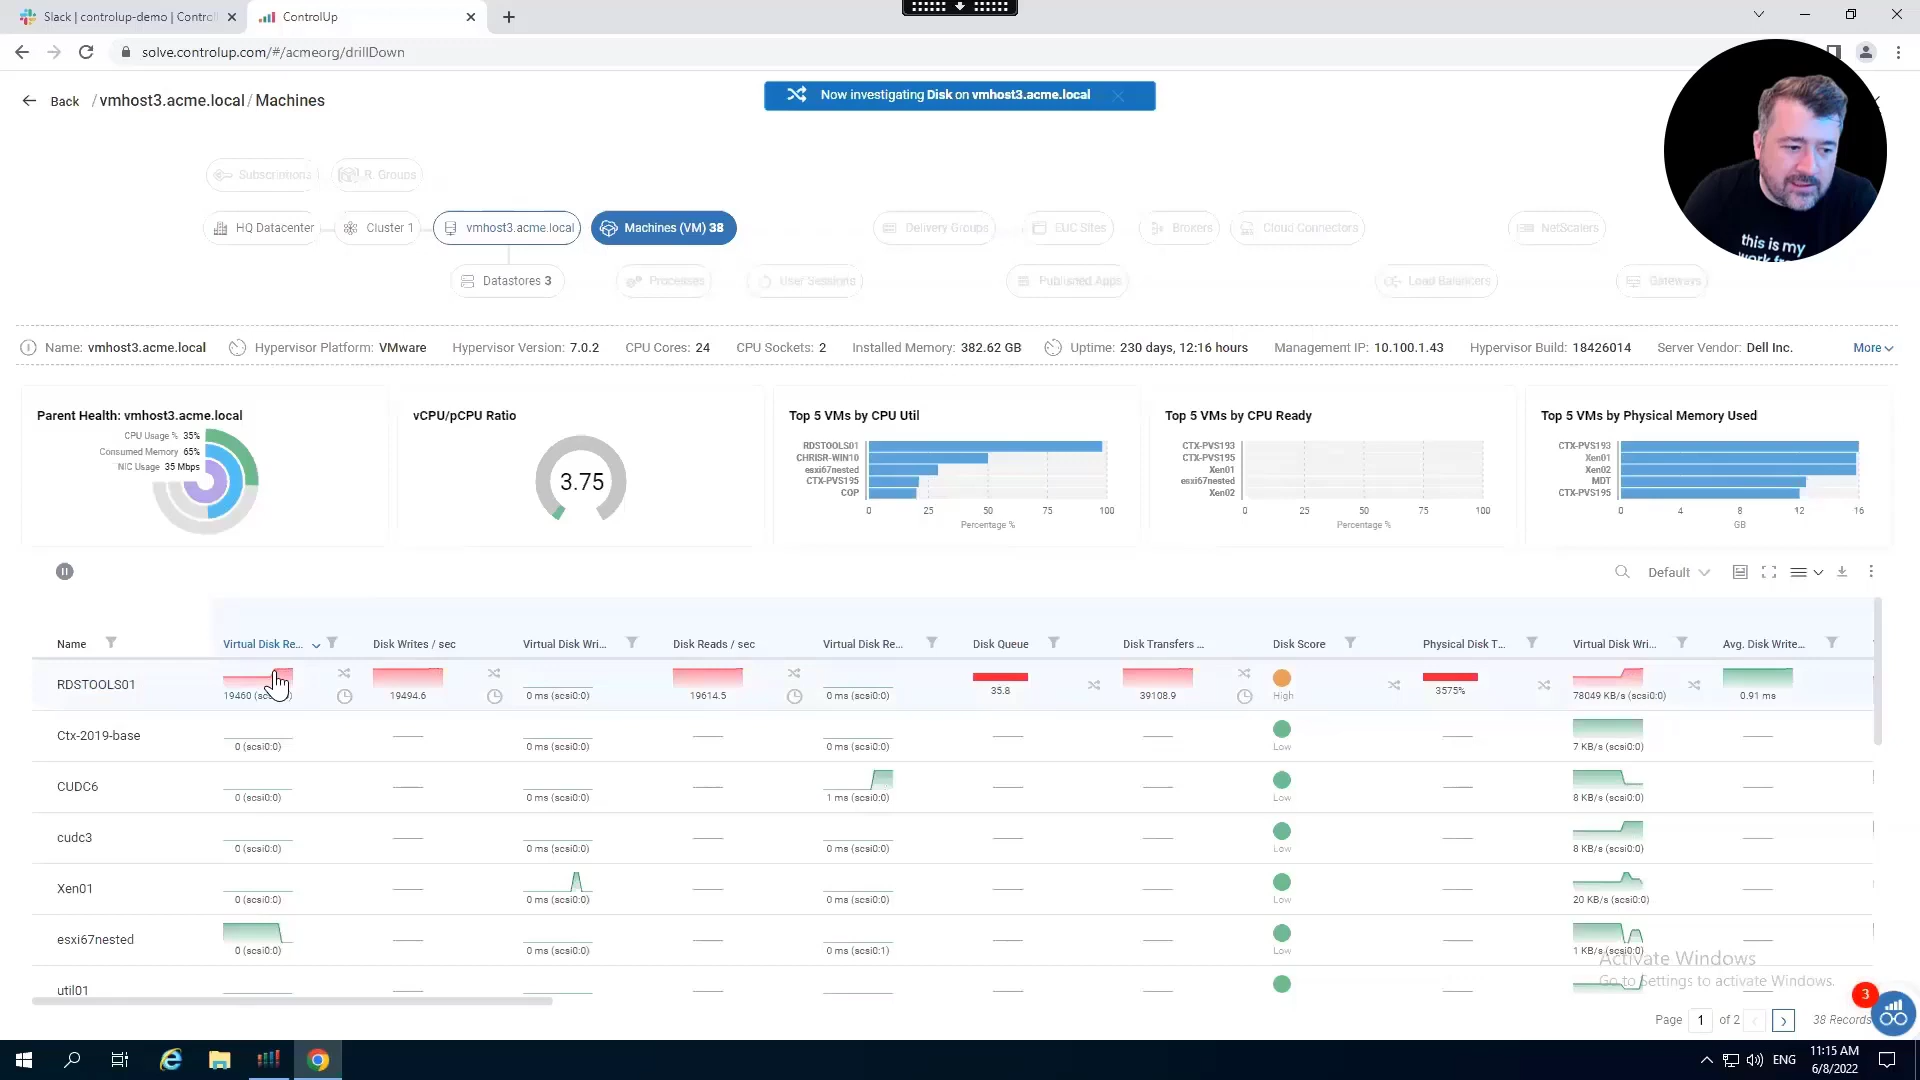 Slack | controlup-demo | Control
ControlUp
solve.controlup.com/#/acmeorg/drillDown
Back / vmhost3.acme.local / Machines
Now investigating Disk on vmhost3.acme.local
this is my
Subscriptions
R. Groups
HQ Datacenter
Cluster 1
vmhost3.acme.local
Machines (VM) 38
Delivery Groups
EUC Sites
Brokers
Cloud Connectors
NetScalers
Datastores 3
Processes
User Sessions
Published Apps
Load Balancers
Gateways
Name: vmhost3.acme.local
Hypervisor Platform: VMware
Hypervisor Version: 7.0.2
CPU Cores: 24
CPU Sockets: 2
Installed Memory: 382.62 GB
Uptime: 230 days, 12:16 hours
Management IP: 10.100.1.43
Hypervisor Build: 18426014
Server Vendor: Dell Inc.
More
Parent Health: vmhost3.acme.local
CPU Usage % 35%
Consumed Memory 65%
NIC Usage 35 Mbps
vCPU/pCPU Ratio
3.75
Top 5 VMs by CPU Util
RDSTOOLS01
CHRISR-WIN10
esxi67nested
CTX-PVS195
COP
0 25 50 75 100
Percentage %
Top 5 VMs by CPU Ready
CTX-PVS193
CTX-PVS195
Xen01
esxi67nested
Xen02
0 25 50 75 100
Percentage %
Top 5 VMs by Physical Memory Used
CTX-PVS193
Xen01
Xen02
MDT
CTX-PVS195
0 4 8 12 16
GB
Default
Name Virtual Disk Re... Disk Writes / sec Virtual Disk Wri... Disk Reads / sec Virtual Disk Re... Disk Queue Disk Transfers ... Disk Score Physical Disk T... Virtual Disk Wri... Avg. Disk Write...
RDSTOOLS01
19460 19494.6 0 ms (scsi0:0) 19614.5 0 ms (scsi0:0) 35.8 39108.9 High 3575% 78049 KB/s (scsi0:0) 0.91 ms
Ctx-2019-base
0 (scsi0:0) 0 ms (scsi0:0) 0 ms (scsi0:0) Low 7 KB/s (scsi0:0)
CUDC6
0 (scsi0:0) 0 ms (scsi0:0) 1 ms (scsi0:0) Low 8 KB/s (scsi0:0)
cudc3
0 (scsi0:0) 0 ms (scsi0:0) 0 ms (scsi0:0) Low 8 KB/s (scsi0:0)
Xen01
0 (scsi0:0) 0 ms (scsi0:0) 0 ms (scsi0:0) Low 20 KB/s (scsi0:0)
esxi67nested
0 (scsi0:0) 0 ms (scsi0:0) 0 ms (scsi0:1) Low 1 KB/s (scsi0:0)
util01
Activate Windows
Go to Settings to activate Windows.
3
Page 1 of 2
38 Records
ENG
11:15 AM
6/8/2022